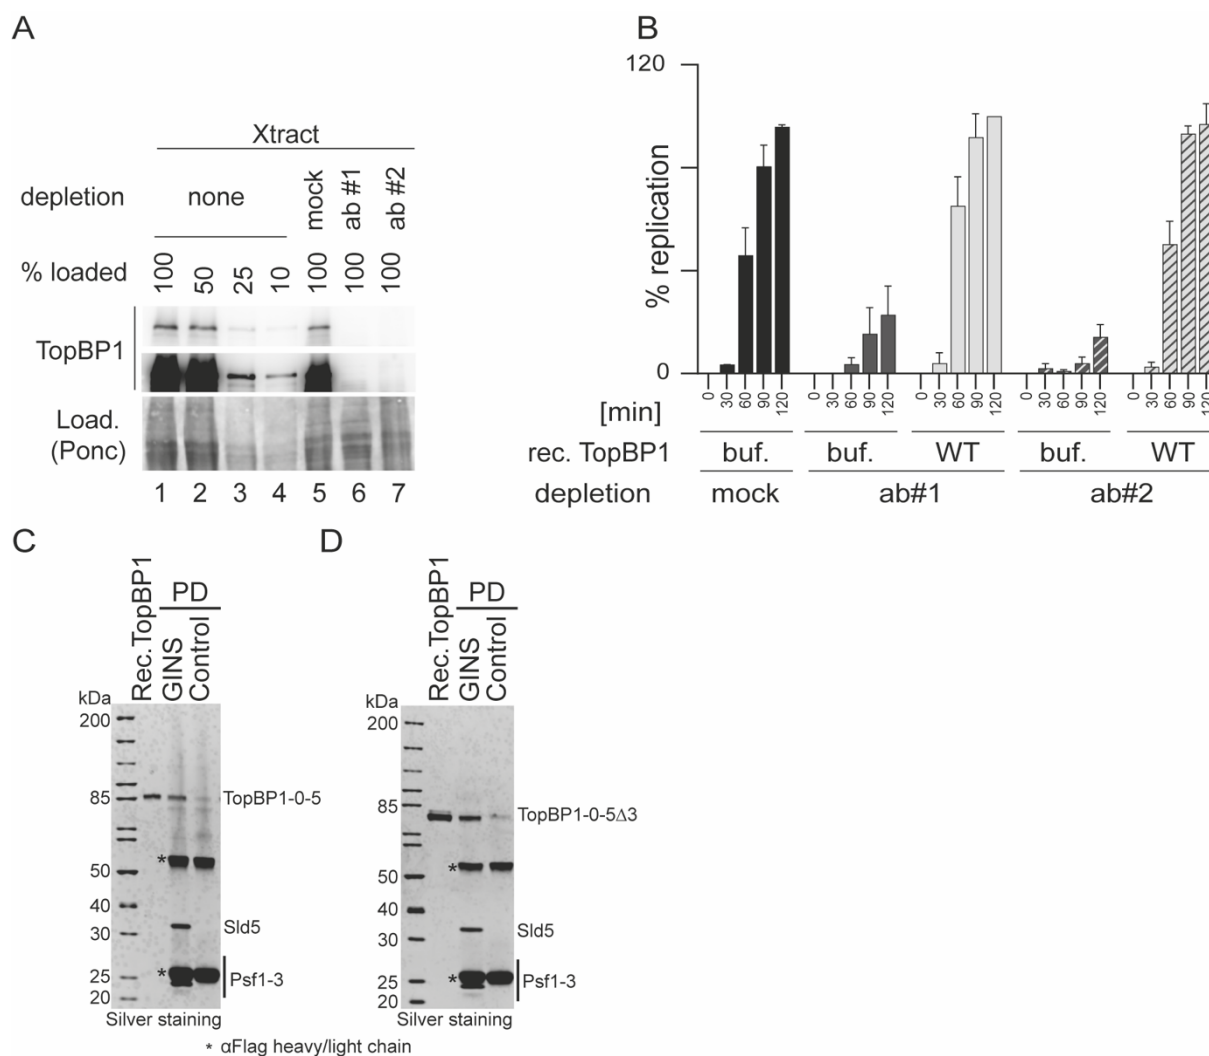 A
Xtract
depletion none mock ab #1 ab #2
% loaded 100 50 25 10 100 100 100
TopBP1
Load.
(Ponc)
1 2 3 4 5 6 7
B
120
% replication
0
[min] 0 30 60 90 120 0 30 60 90 120 0 30 60 90 120 0 30 60 90 120 0 30 60 90 120
rec. TopBP1 buf. buf. WT buf. WT
depletion mock ab#1 ab#2
C
Rec.TopBP1
PD
GINS
Control
kDa
200
85
TopBP1-0-5
*
50
40
Sld5
30
*
25
Psf1-3
20
Silver staining
D
Rec.TopBP1
PD
GINS
Control
kDa
200
85
TopBP1-0-5Δ3
*
50
40
Sld5
30
*
25
Psf1-3
20
Silver staining
* αFlag heavy/light chain